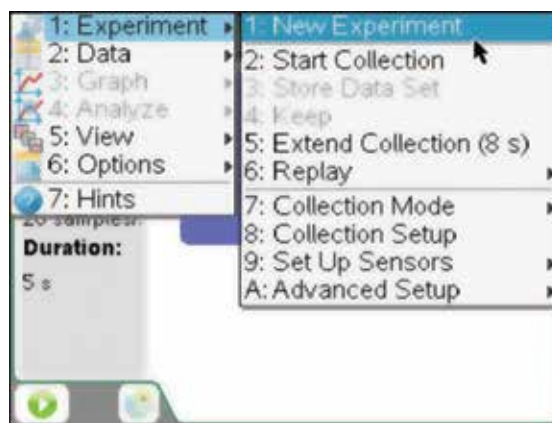 1: Experiment
2: Data
3: Graph
4: Analyze
5: View
6: Options
7: Hints
1: New Experiment
2: Start Collection
3: Store Data Set
4: Keep
5: Extend Collection (8 s)
6: Replay
7: Collection Mode
8: Collection Setup
9: Set Up Sensors
A: Advanced Setup
Duration:
5 s